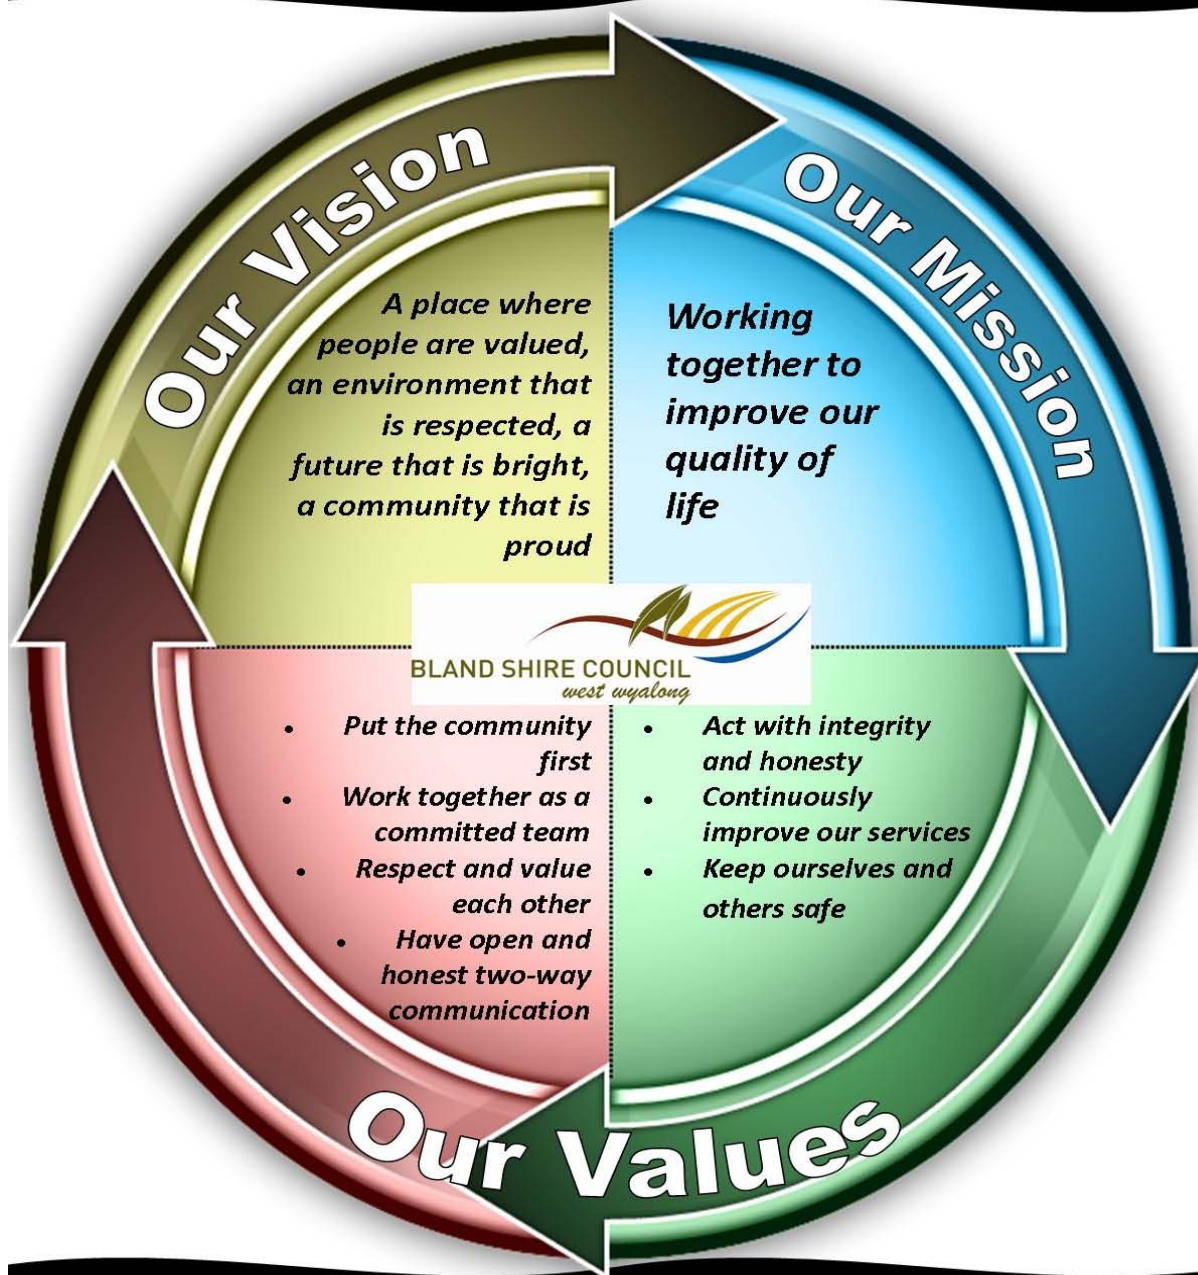 Our Vision
A place where
people are valued,
an environment that
is respected, a
future that is bright,
a community that is
proud
Our Mission
Working
together to
improve our
quality of
life
BLAND SHIRE COUNCIL
west wyalong
• Put the community
first
• Work together as a
committed team
• Respect and value
each other
• Have open and
honest two-way
communication
• Act with integrity
and honesty
• Continuously
improve our services
• Keep ourselves and
others safe
Our Values